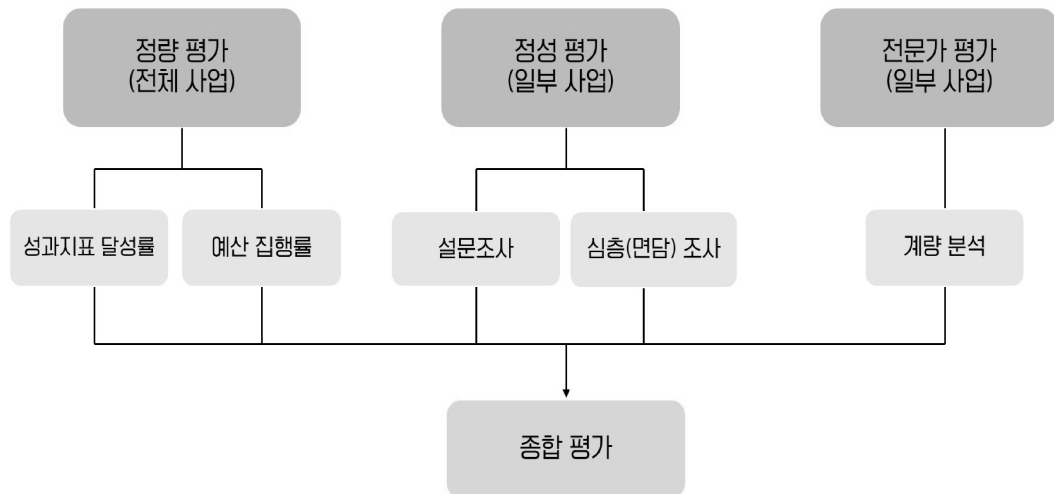 정량 평가
(전체 사업)
정성 평가
(일부 사업)
전문가 평가
(일부 사업)
성과지표 달성률
예산 집행률
설문조사
심층(면담) 조사
계량 분석
종합 평가